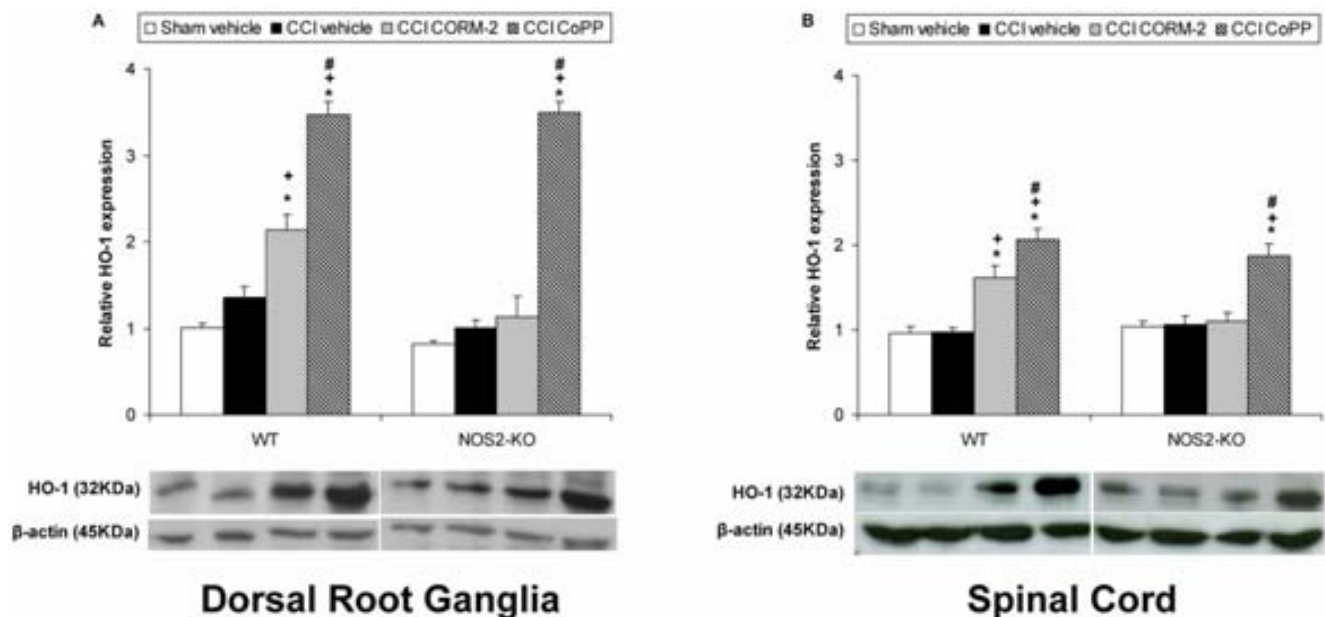 A
Sham vehicle CCI vehicle CCI CORM-2 CCI CoPP
4
3
2
1
0
Relative HO-1 expression
+
*
#
+
*
#
+
*
WT NOS2-KO
HO-1 (32KDa)
β-actin (45KDa)
Dorsal Root Ganglia
B
Sham vehicle CCI vehicle CCI CORM-2 CCI CoPP
4
3
2
1
0
Relative HO-1 expression
+
*
#
+
*
#
+
*
WT NOS2-KO
HO-1 (32KDa)
β-actin (45KDa)
Spinal Cord